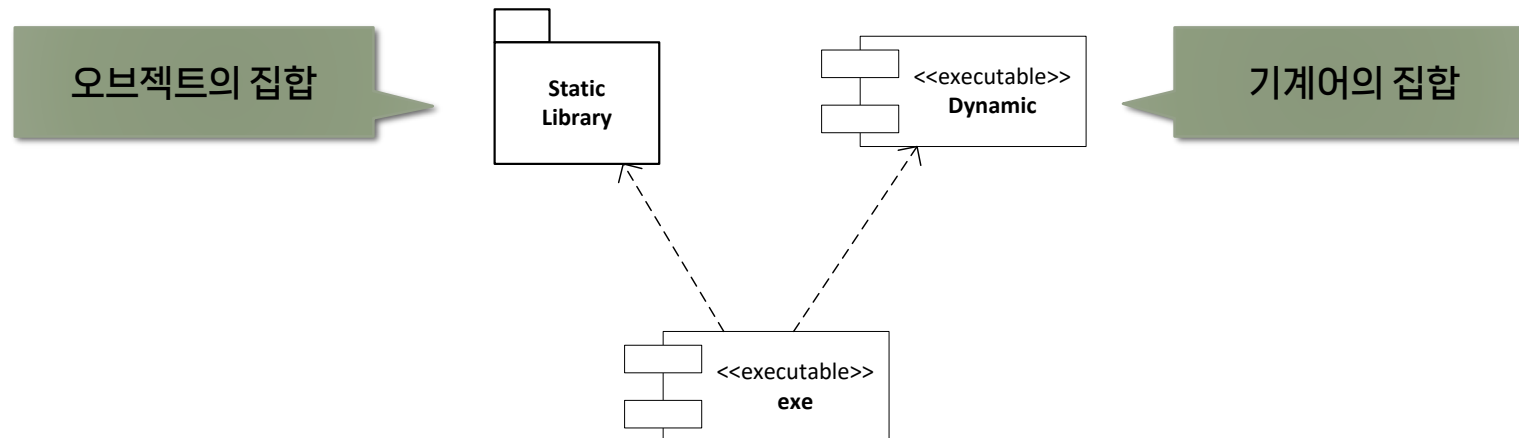 오브젝트의 집합
Static
Library
<<executable>>
Dynamic
기계어의 집합
<<executable>>
exe